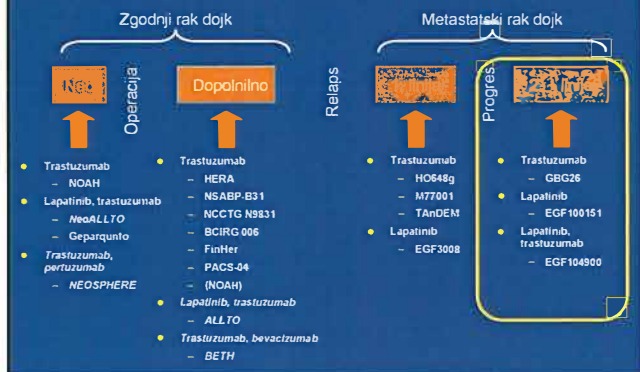 Zgodnji rak dojk
Metastatski rak dojk
Operacija
Dopolnilno
Relaps
Progres
Trastuzumab
– NOAH
Lapatinib, trastuzumab
– NeoALLTO
– Geparqunto
Trastuzumab,
pertuzumab
– NEOSPHERE
Trastuzumab
– HERA
– NSABP-B31
– NCCTG N9831
– BCIRG 006
– FinHer
– PACS-04
– (NOAH)
Lapatinib, trastuzumab
– ALLTO
Trastuzumab, bevacizumab
– BETH
Trastuzumab
– HO648g
– M77001
– TAnDEM
Lapatinib
– EGF3008
Trastuzumab
– GBG26
Lapatinib
– EGF100151
Lapatinib,
trastuzumab
– EGF104900